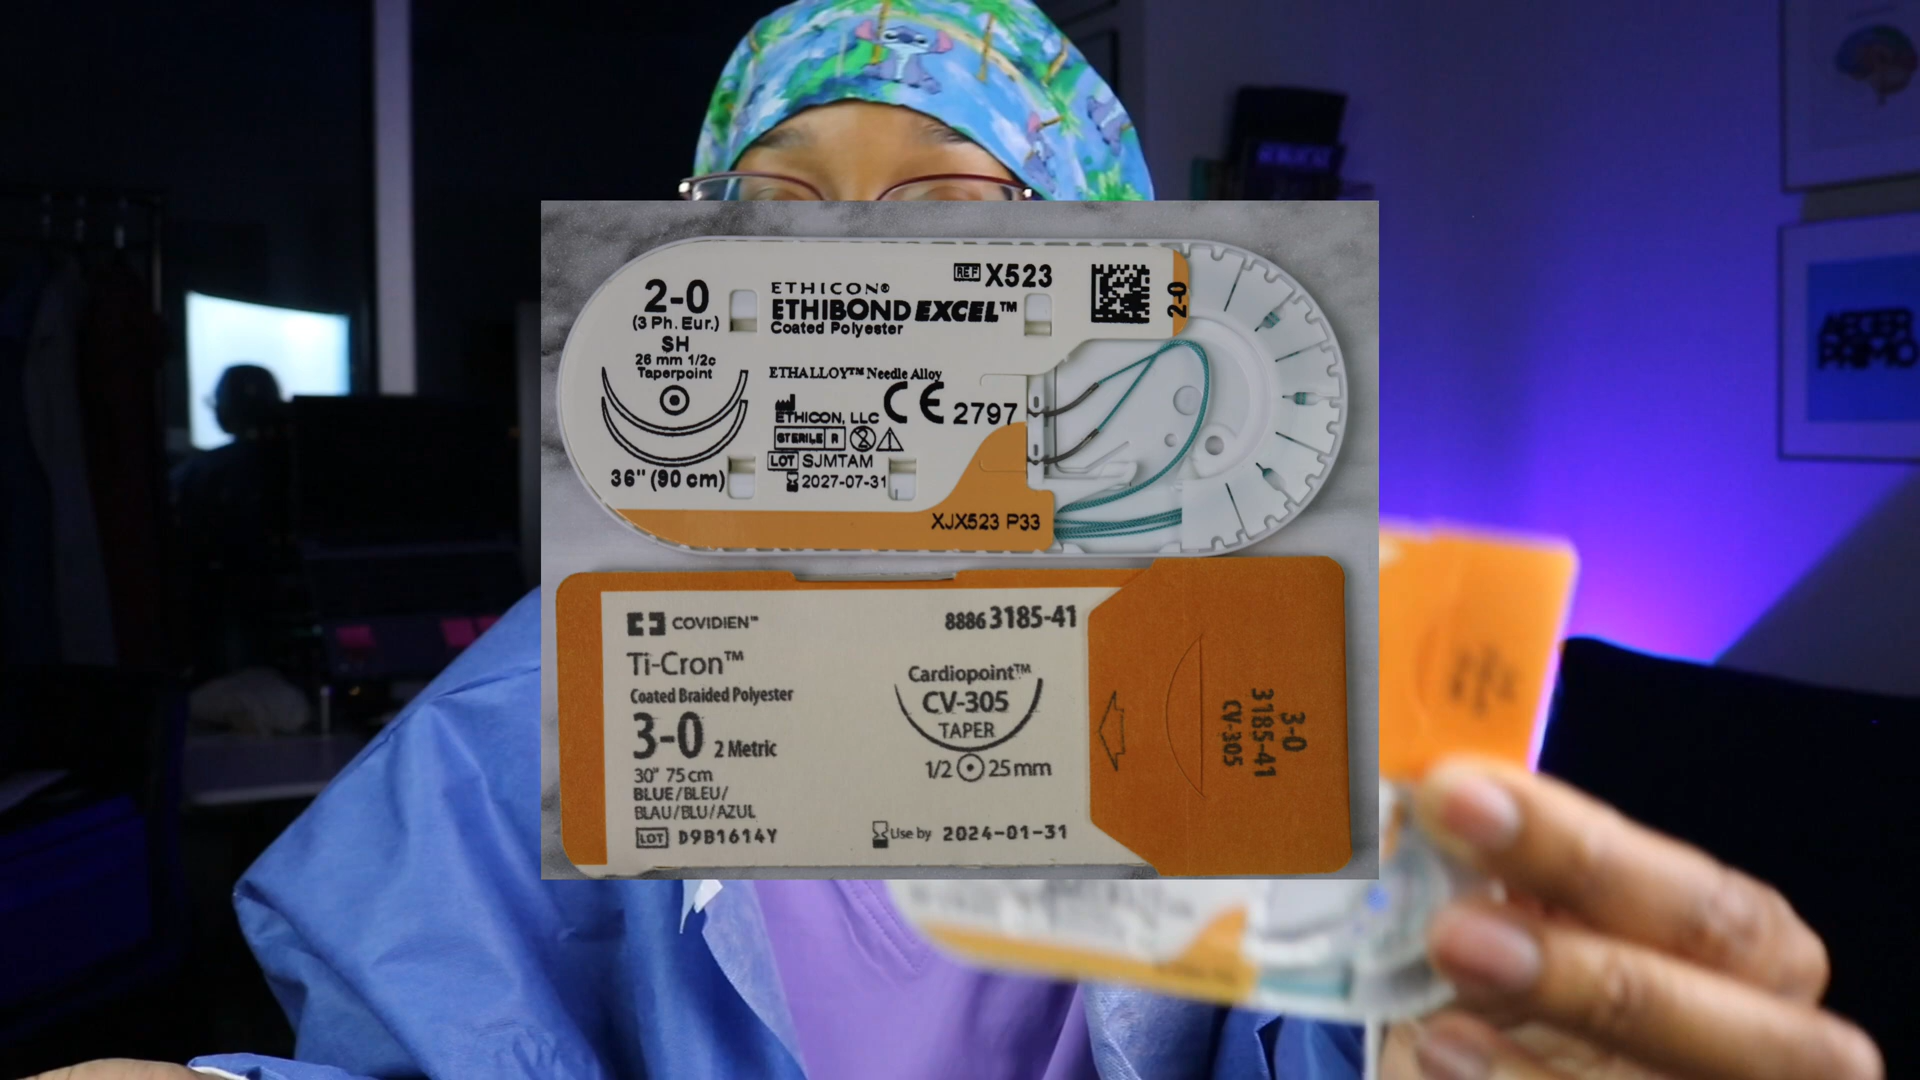 2-0
(3 Ph. Eur.)
SH
26 mm 1/2c
Taperpoint
36" (90 cm)
ETHICON®
ETHIBOND EXCEL™
Coated Polyester
REF X523
2-0
ETHALLOY™ Needle Alloy
ETHICON, LLC
CE 2797
STERILE R
LOT SJMTAM
2027-07-31
XJX523 P33
COVIDIEN™
8886 3185-41
Ti-Cron™
Coated Braided Polyester
3-0 2 Metric
30" 75 cm
BLUE/BLEU/
BLAU/BLU/AZUL
LOT D9B1614Y
Cardiopoint™
CV-305
TAPER
1/2 25 mm
Use by 2024-01-31
3-0
3185-41
CV-305
AEGER
PRIMO